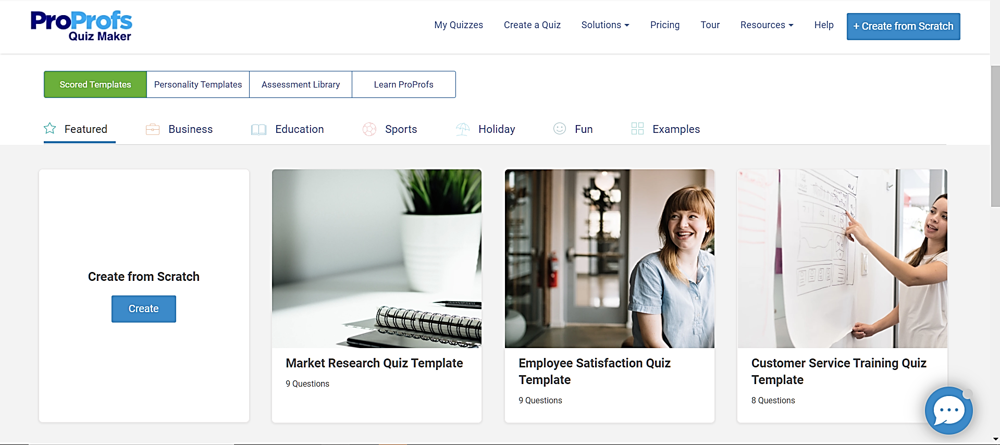 ProProfs
Quiz Maker
My Quizzes Create a Quiz Solutions Pricing Tour Resources Help + Create from Scratch
Scored Templates Personality Templates Assessment Library Learn ProProfs
Featured Business Education Sports Holiday Fun Examples
Create from Scratch
Create
Market Research Quiz Template
9 Questions
Employee Satisfaction Quiz
Template
9 Questions
Customer Service Training Quiz
Template
8 Questions